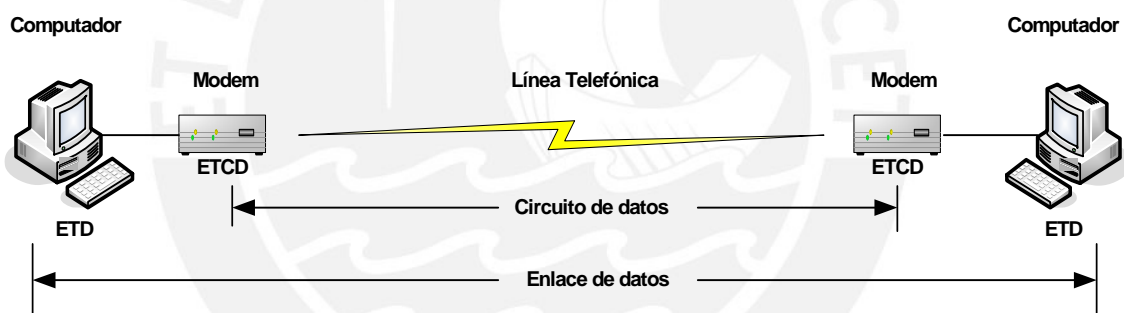 Computador
Computador
Modem
Línea Telefónica
Modem
ETCD
ETCD
Circuito de datos
ETD
ETD
Enlace de datos